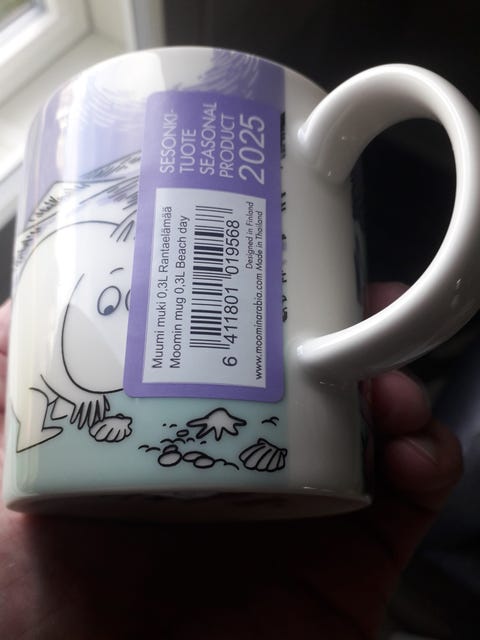 SESONKI-
TUOTE
SEASONAL
PRODUCT
2025
Muumi muki 0.3L Rantaelämää
Moomin mug 0,3L Beach day
6 411801 019568
Designed in Finland
www.moominarabia.com Made in Thailand